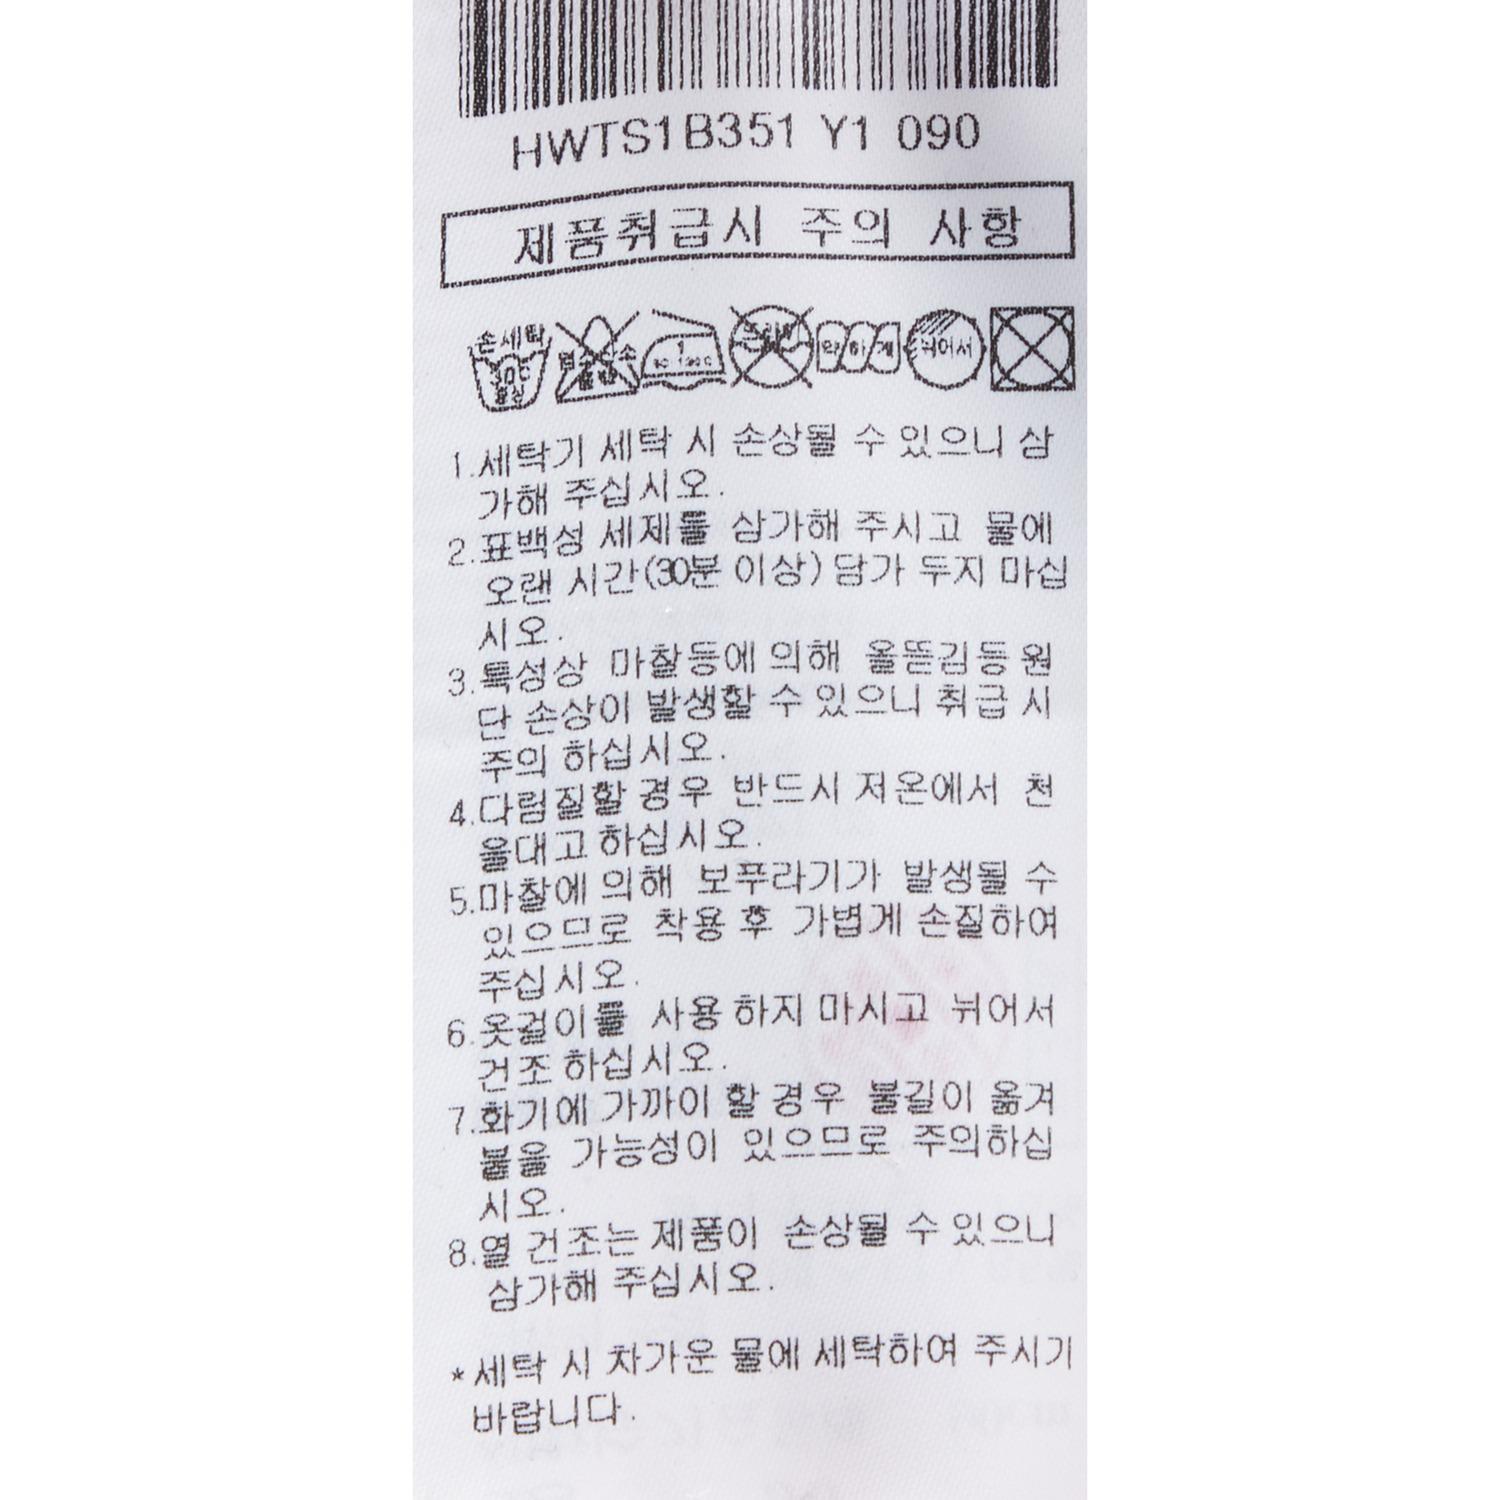 HWTS1B351 Y1 090
제품취급시 주의 사항
손세탁
중성
드라이
약하게
뉘어서
1.세탁기 세탁 시 손상될 수 있으니 삼
가해 주십시오.
2.표백성 세제를 삼가해 주시고 물에
오랜 시간(30분 이상) 담가 두지 마십
시오.
3.특성상 마찰등에 의해 올뜯김등 원
단 손상이 발생할 수 있으니 취급 시
주의 하십시오.
4.다림질할 경우 반드시 저온에서 천
을대고 하십시오.
5.마찰에 의해 보푸라기가 발생될 수
있으므로 착용 후 가볍게 손질하여
주십시오.
6.옷걸이를 사용 하지 마시고 뉘어서
건조 하십시오.
7.화기에 가까이 할 경우 불길이 옮겨
붙을 가능성이 있으므로 주의하십
시오.
8.열 건조는 제품이 손상될 수 있으니
삼가해 주십시오.
*세탁 시 차가운 물에 세탁하여 주시기
바랍니다.